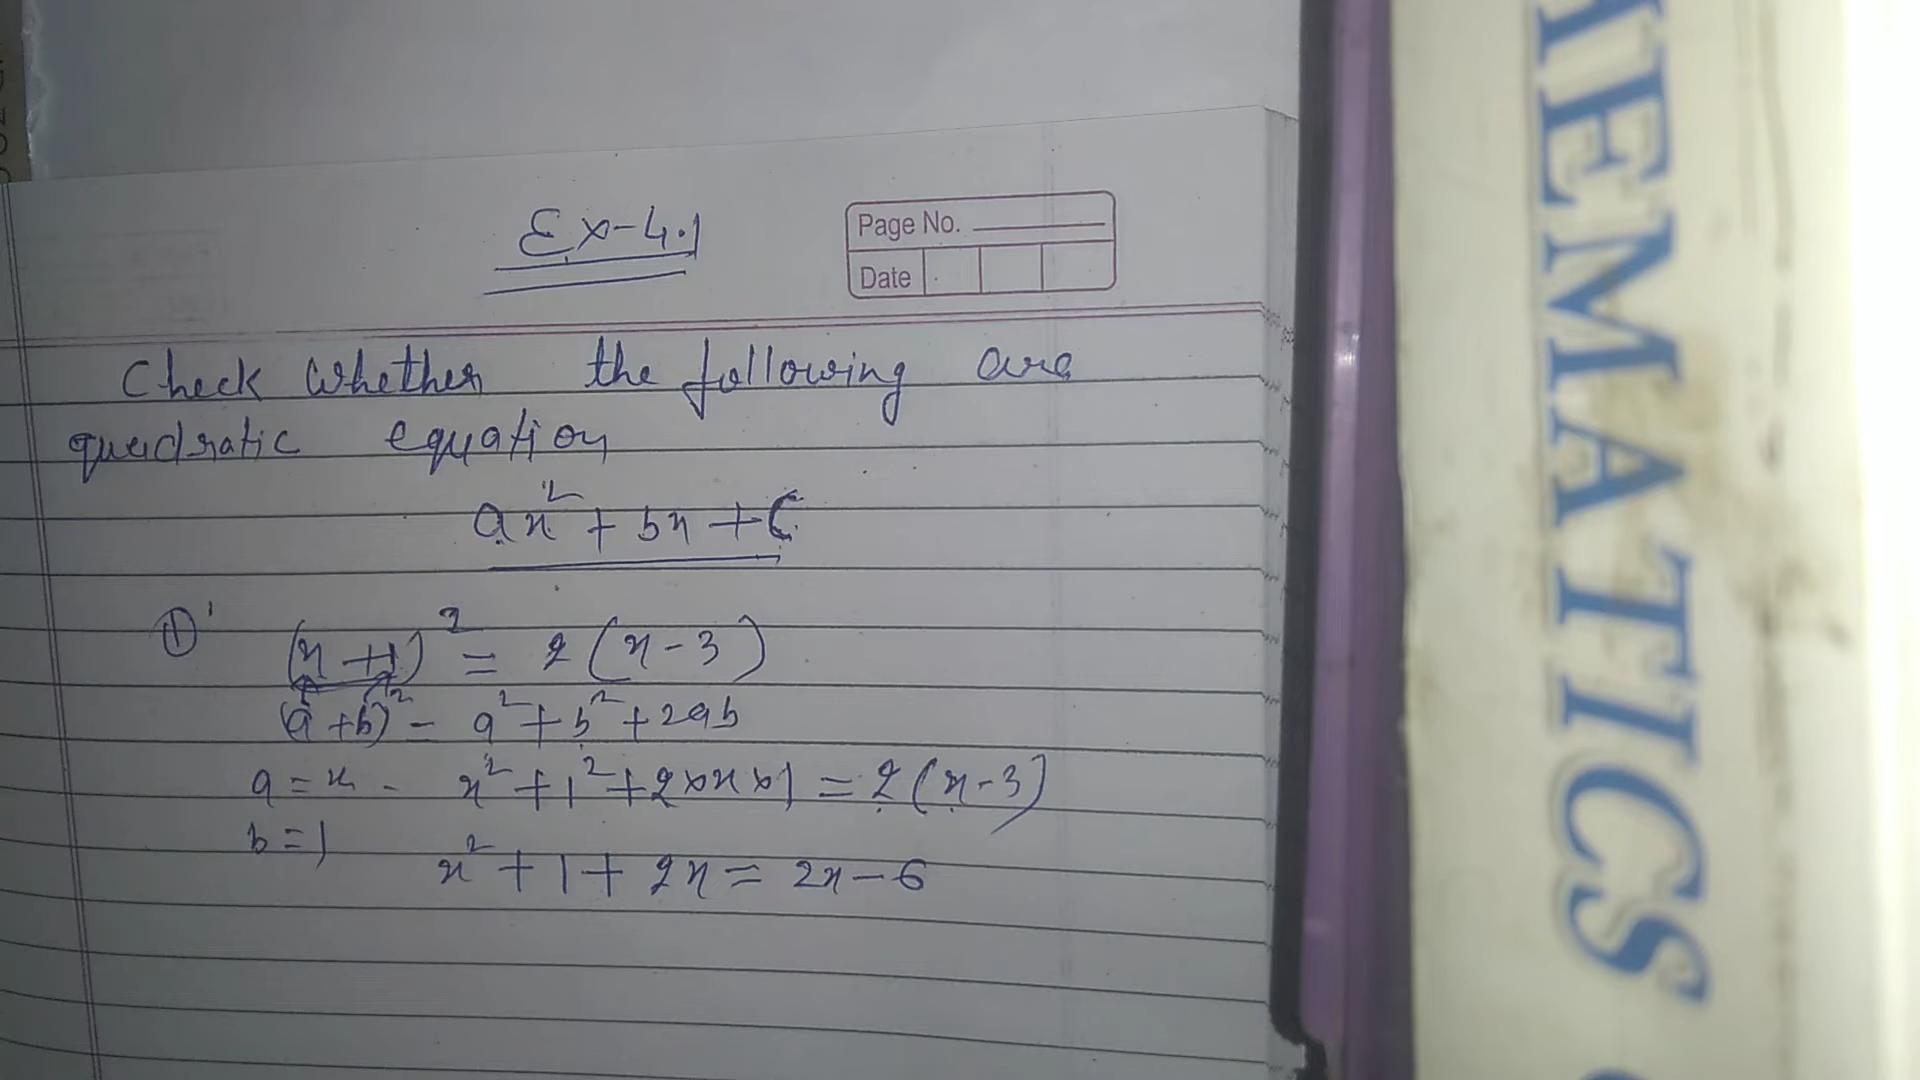 Ex-4.1
Page No.
Date
Check whether the following are
quadratic equation
ax² + bx + C
① (x+1)² = 2(x-3)
(a+b)² - a²+b²+2ab
a = x - x²+1²+2×x×1 = 2(x-3)
b = 1
x²+1+2x = 2x-6
HEMATICS